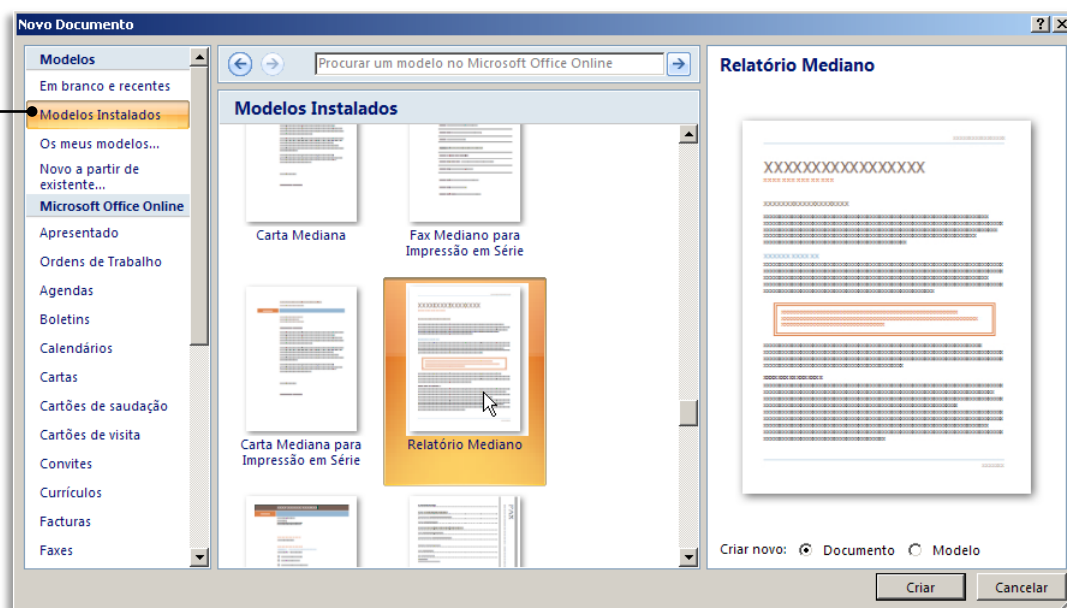 Novo Documento
Modelos
Em branco e recentes
Modelos Instalados
Os meus modelos...
Novo a partir de
existente...
Microsoft Office Online
Apresentado
Ordens de Trabalho
Agendas
Boletins
Calendários
Cartas
Cartões de saudação
Cartões de visita
Convites
Currículos
Facturas
Faxes
Procurar um modelo no Microsoft Office Online
Modelos Instalados
Carta Mediana
Fax Mediano para
Impressão em Série
Carta Mediana para
Impressão em Série
Relatório Mediano
FAX
Relatório Mediano
XXXXXXXXXXXXXXXX
Criar novo:
Documento
Modelo
Criar
Cancelar